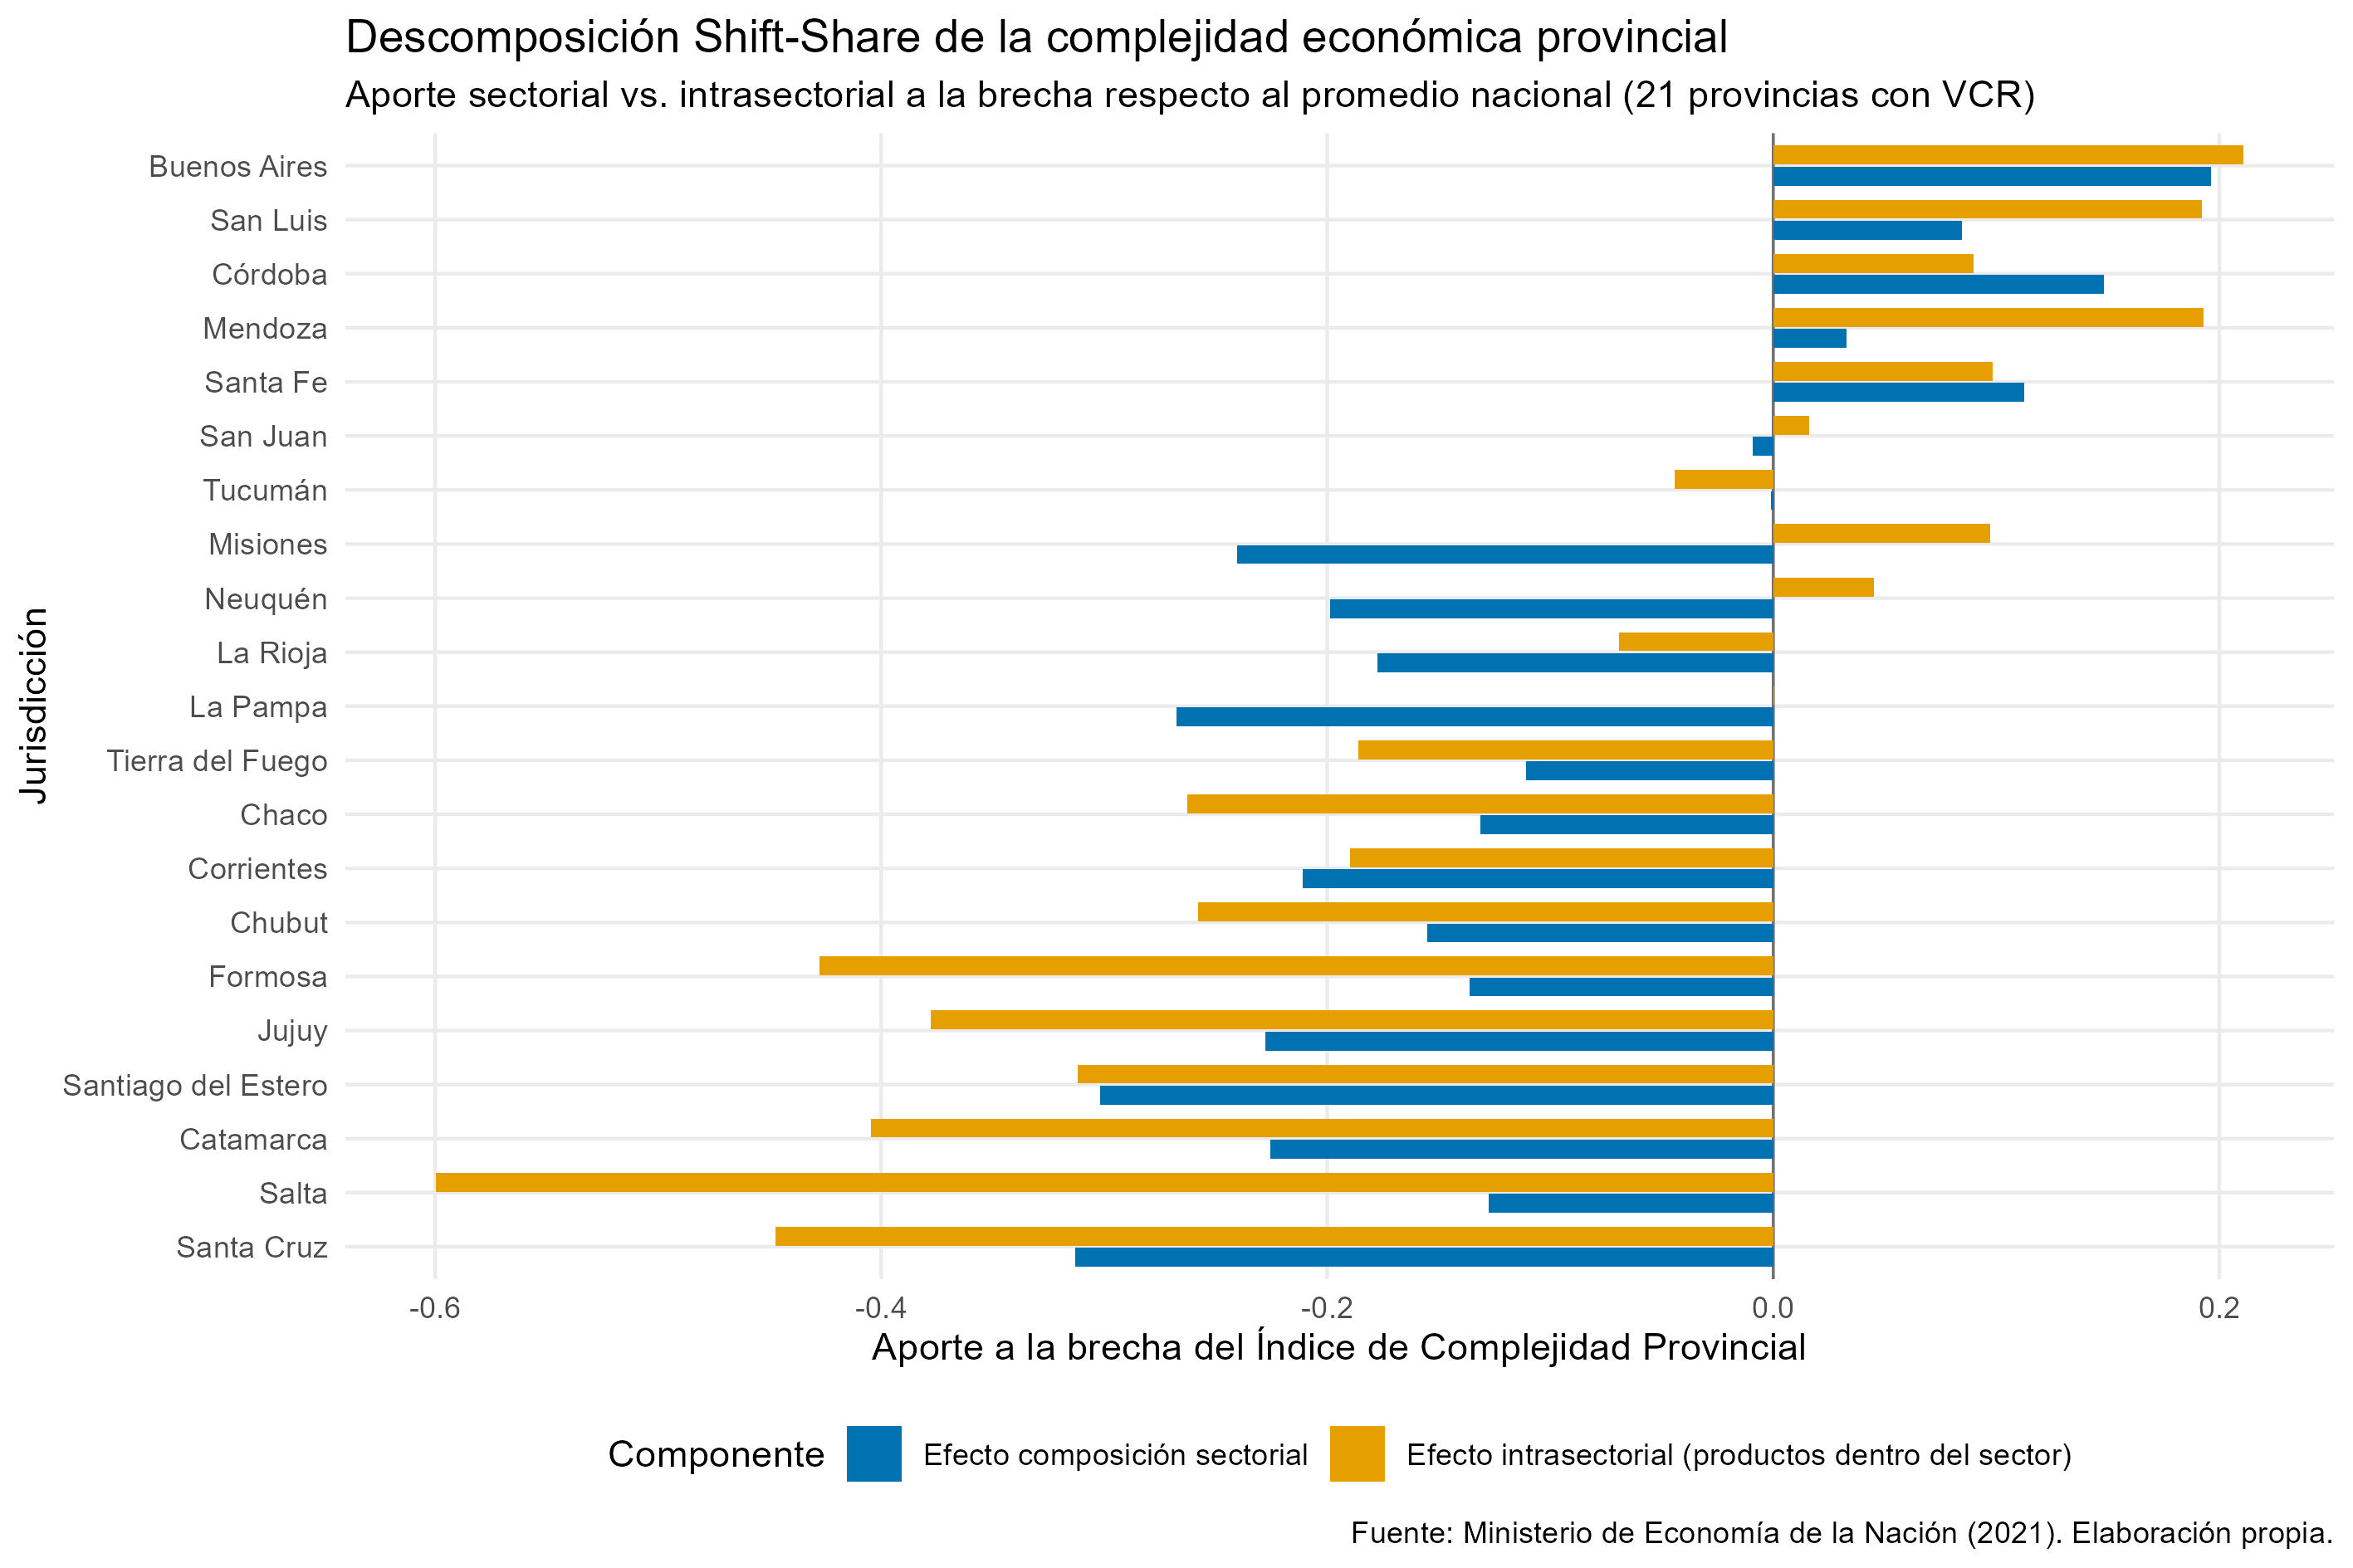 Descomposición Shift-Share de la complejidad económica provincial
Aporte sectorial vs. intrasectorial a la brecha respecto al promedio nacional (21 provincias con VCR)
Jurisdicción
Buenos Aires
San Luis
Córdoba
Mendoza
Santa Fe
San Juan
Tucumán
Misiones
Neuquén
La Rioja
La Pampa
Tierra del Fuego
Chaco
Corrientes
Chubut
Formosa
Jujuy
Santiago del Estero
Catamarca
Salta
Santa Cruz
-0.6 -0.4 -0.2 0.0 0.2
Aporte a la brecha del Índice de Complejidad Provincial
Componente Efecto composición sectorial Efecto intrasectorial (productos dentro del sector)
Fuente: Ministerio de Economía de la Nación (2021). Elaboración propia.